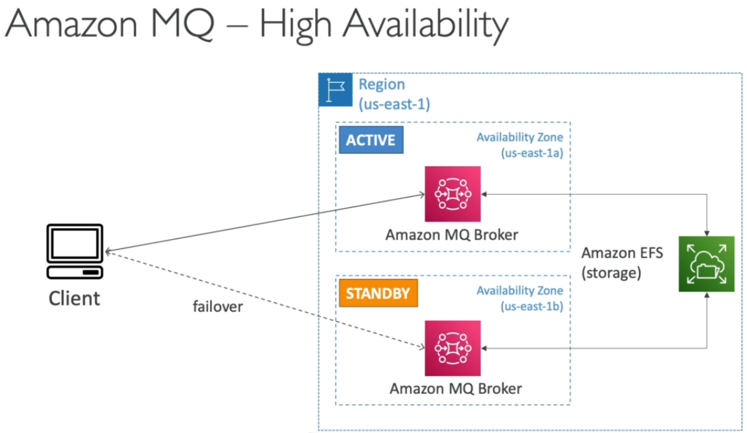 Amazon MQ – High Availability
Region
(us-east-1)
ACTIVE
Availability Zone
(us-east-1a)
Amazon MQ Broker
Client
failover
Amazon EFS
(storage)
STANDBY
Availability Zone
(us-east-1b)
Amazon MQ Broker